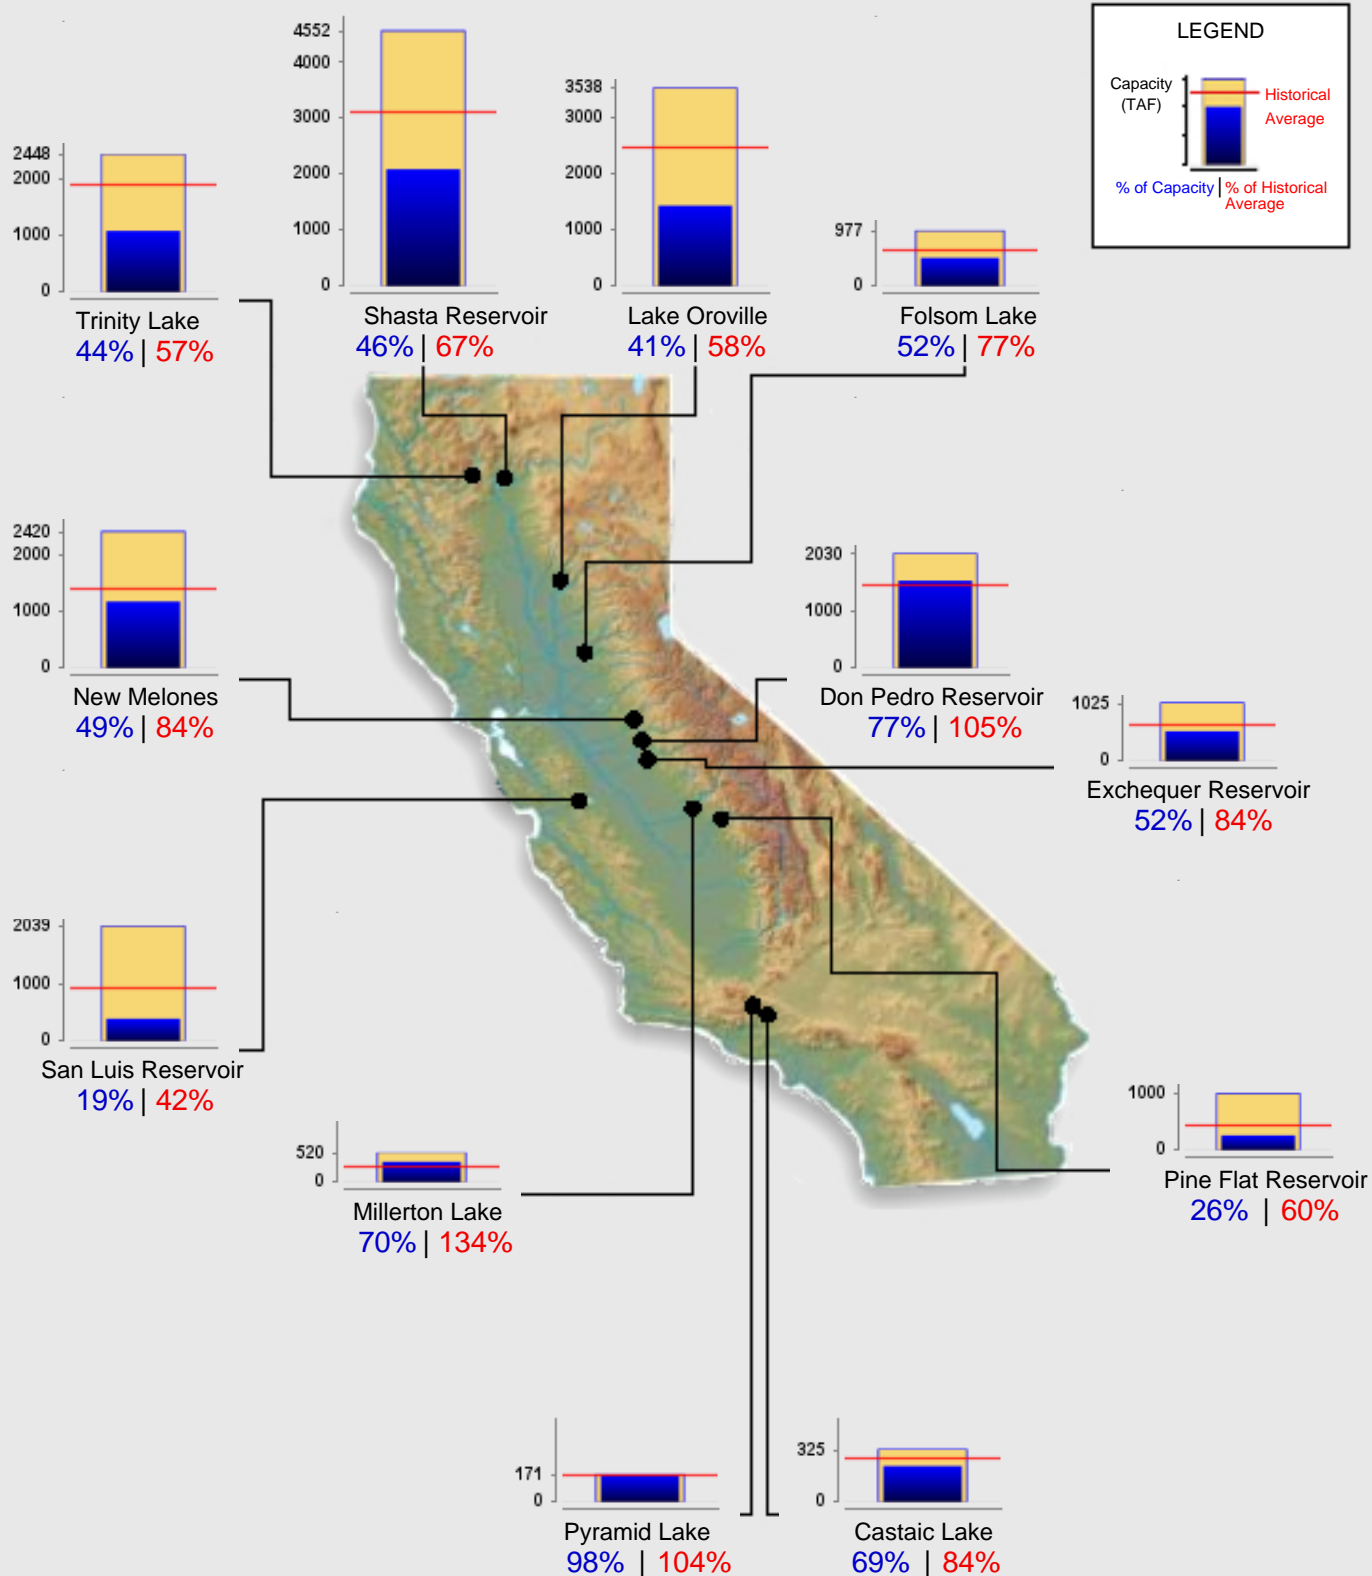 LEGEND
Capacity
(TAF)
Historical
Average
% of Capacity | % of Historical
Average
4552
4000
3000
2000
1000
0
Shasta Reservoir
46% | 67%
3538
3000
2000
1000
0
Lake Oroville
41% | 58%
2448
2000
1000
0
Trinity Lake
44% | 57%
977
0
Folsom Lake
52% | 77%
2420
2000
1000
0
New Melones
49% | 84%
2030
1000
0
Don Pedro Reservoir
77% | 105%
1025
0
Exchequer Reservoir
52% | 84%
2039
1000
0
San Luis Reservoir
19% | 42%
520
0
Millerton Lake
70% | 134%
1000
0
Pine Flat Reservoir
26% | 60%
171
0
Pyramid Lake
98% | 104%
325
0
Castaic Lake
69% | 84%